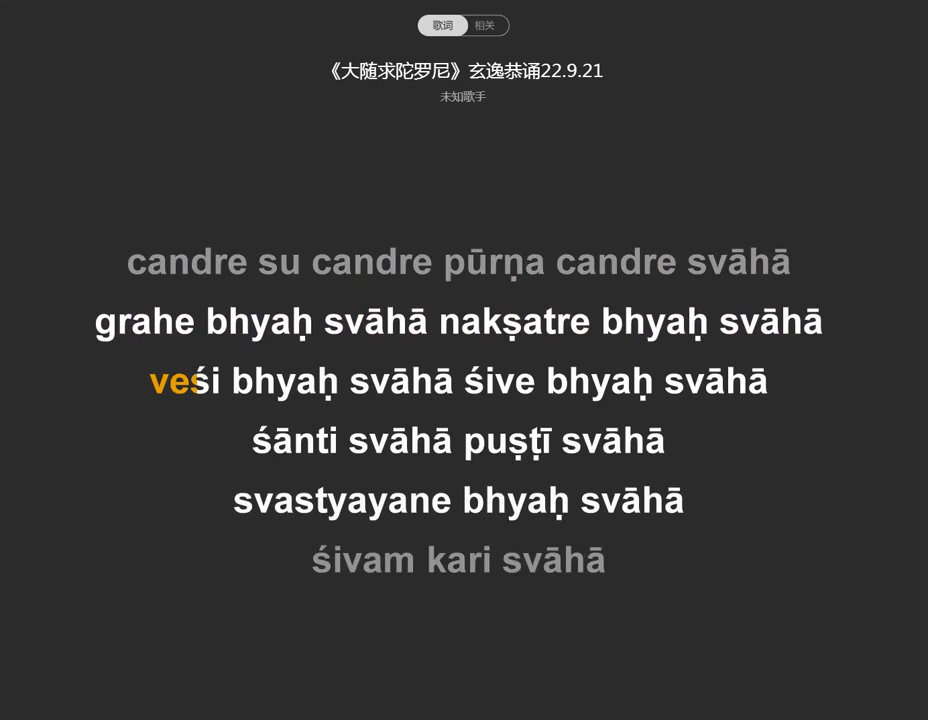 歌词 相关
《大随求陀罗尼》玄逸恭诵22.9.21
未知歌手
candre su candre pūrṇa candre svāhā
grahe bhyaḥ svāhā nakṣatre bhyaḥ svāhā
veśi bhyaḥ svāhā śive bhyaḥ svāhā
śānti svāhā puṣṭī svāhā
svastyayane bhyaḥ svāhā
śivam kari svāhā